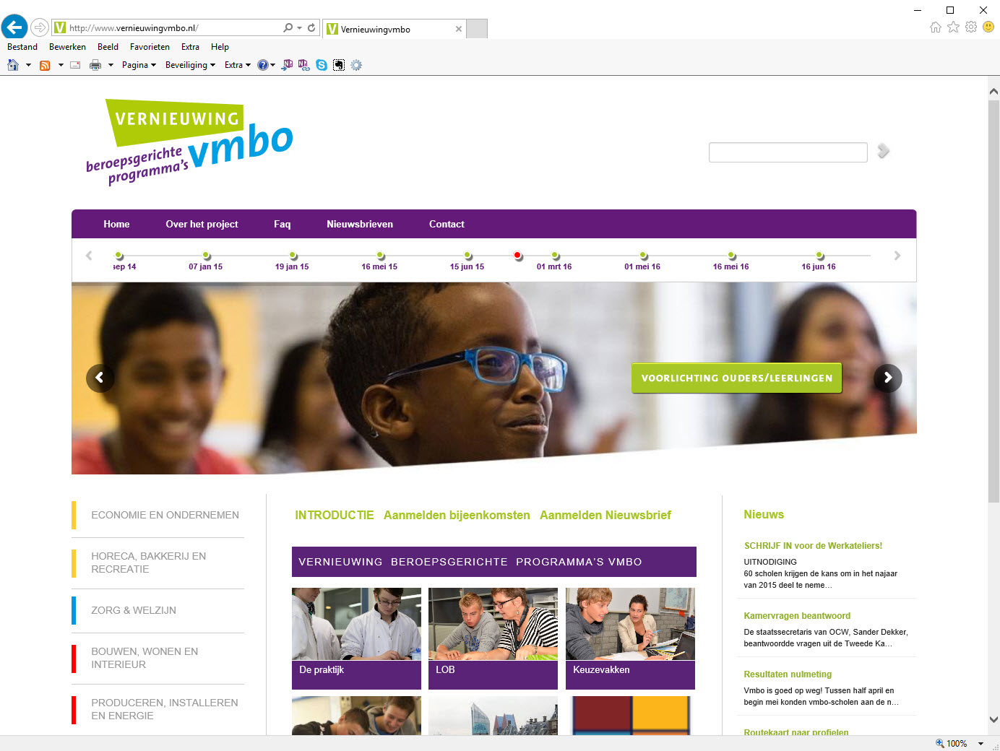 http://www.vernieuwingvmbo.nl/
Vernieuwingvmbo
Bestand Bewerken Beeld Favorieten Extra Help
Pagina Beveiliging Extra
VERNIEUWING
vmbo
beroepsgerichte
programma's
Home Over het project Faq Nieuwsbrieven Contact
sep 14 07 jan 15 19 jan 15 16 mei 15 15 jun 15 01 mrt 16 01 mei 16 16 mei 16 16 jun 16
VOORLICHTING OUDERS/LEERLINGEN
ECONOMIE EN ONDERNEMEN
HORECA, BAKKERIJ EN
RECREATIE
ZORG & WELZIJN
BOUWEN, WONEN EN
INTERIEUR
PRODUCEREN, INSTALLEREN
EN ENERGIE
INTRODUCTIE Aanmelden bijeenkomsten Aanmelden Nieuwsbrief
VERNIEUWING BEROEPSGERICHTE PROGRAMMA'S VMBO
De praktijk
LOB
Keuzevakken
Nieuws
SCHRIJF IN voor de Werkateliers!
UITNODIGING
60 scholen krijgen de kans om in het najaar
van 2015 deel te neme...
Kamervragen beantwoord
De staatssecretaris van OCW, Sander Dekker,
beantwoordde vragen uit de Tweede Ka...
Resultaten nulmeting
Vmbo is goed op weg! Tussen half april en
begin mei konden vmbo-scholen aan de n...
Routekaart naar profielen
100%